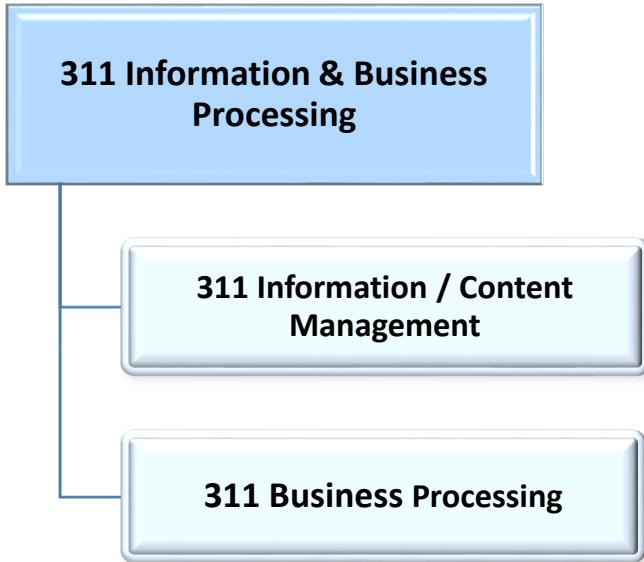 311 Information & Business
Processing
311 Information / Content
Management
311 Business Processing